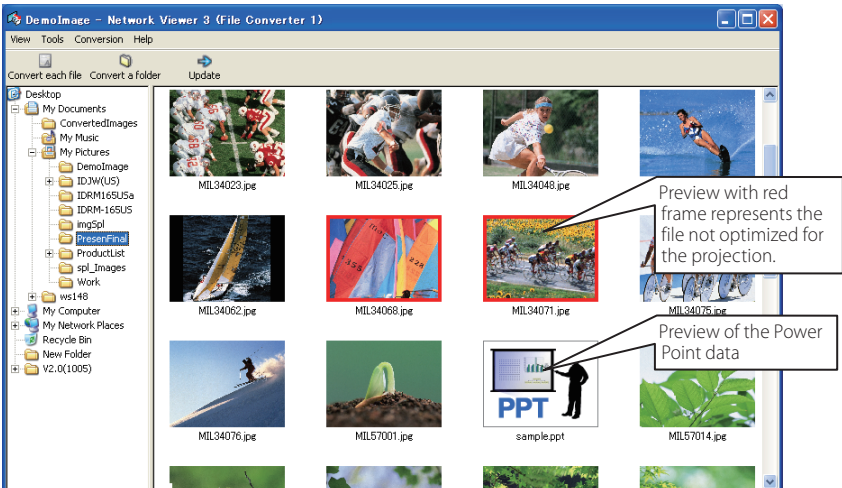 DemoImage - Network Viewer 3 (File Converter 1)
View Tools Conversion Help
Convert each file Convert a folder Update
Desktop
My Documents
ConvertedImages
My Music
My Pictures
DemoImage
IDJW(US)
IDRM165USa
IDRM-165US
imgSpl
PresenFinal
ProductList
spl_Images
Work
ws148
My Computer
My Network Places
Recycle Bin
New Folder
V2.0(1005)
MIL34023.jpg MIL34025.jpg MIL34048.jpg
Preview with red
frame represents the
file not optimized for
the projection.
1355
228
MIL34062.jpg MIL34068.jpg MIL34071.jpg MIL34075.jpg
Preview of the Power
Point data
PPT
MIL34076.jpg MIL57001.jpg sample.ppt MIL57014.jpg